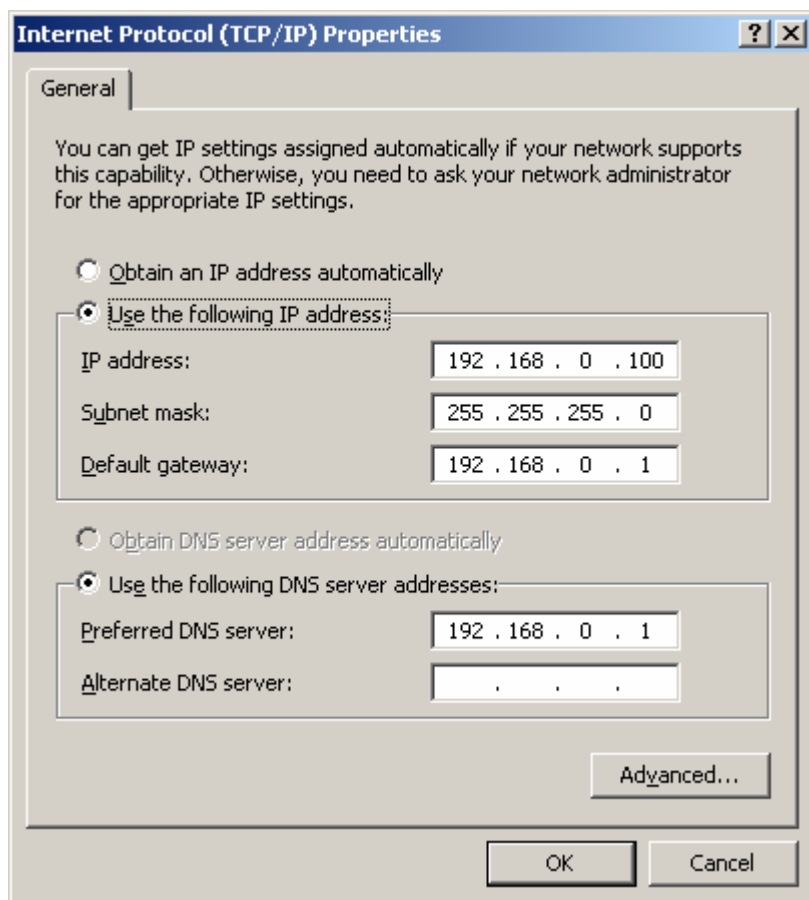 Internet Protocol (TCP/IP) Properties
General
You can get IP settings assigned automatically if your network supports
this capability. Otherwise, you need to ask your network administrator
for the appropriate IP settings.
Obtain an IP address automatically
Use the following IP address:
IP address: 192 . 168 . 0 . 100
Subnet mask: 255 . 255 . 255 . 0
Default gateway: 192 . 168 . 0 . 1
Obtain DNS server address automatically
Use the following DNS server addresses:
Preferred DNS server: 192 . 168 . 0 . 1
Alternate DNS server: . . .
Advanced...
OK Cancel